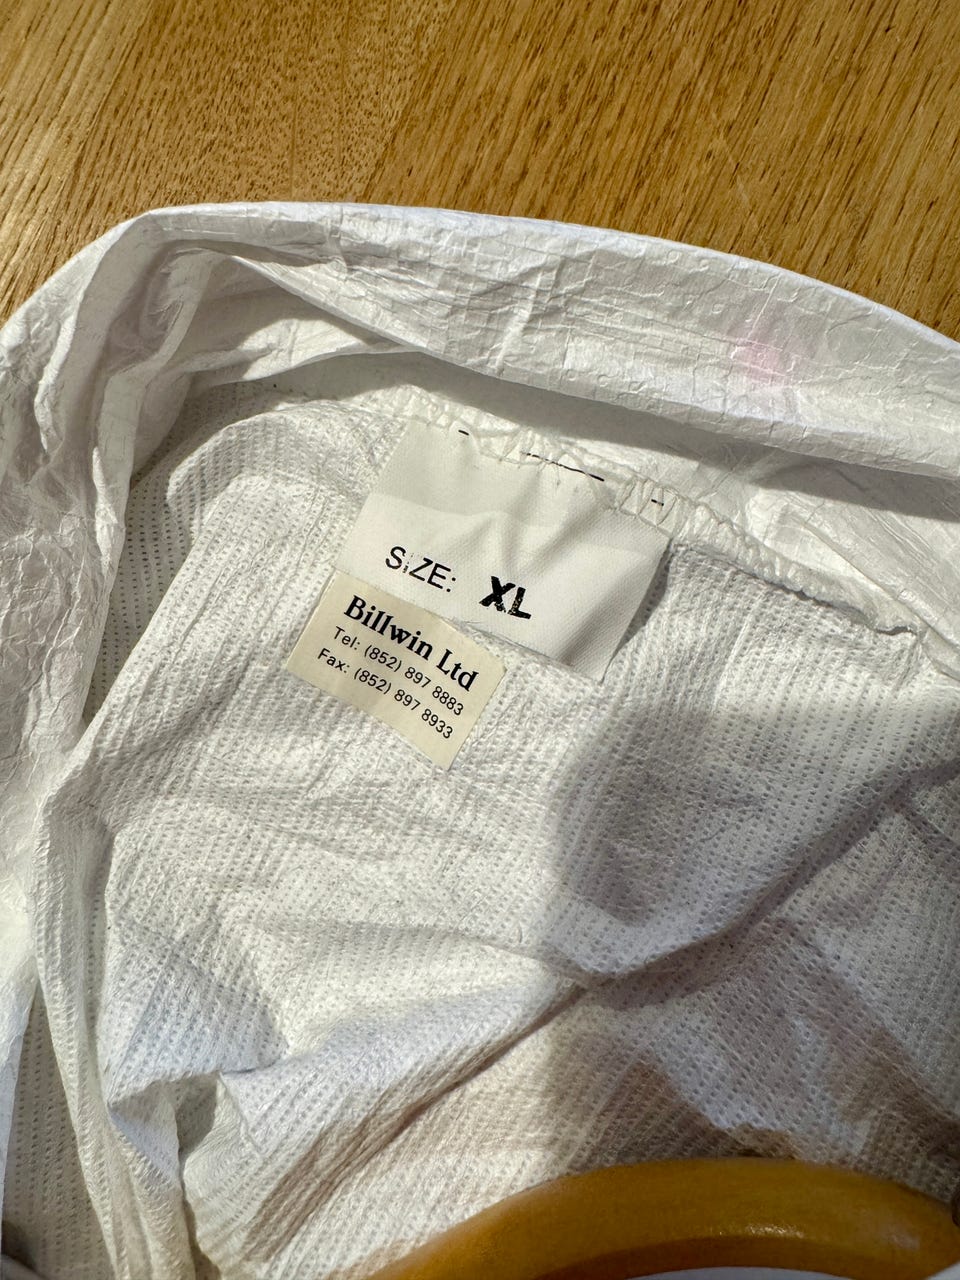 SIZE: XL
Billwin Ltd
Tel: (852) 897 8883
Fax: (852) 897 8933